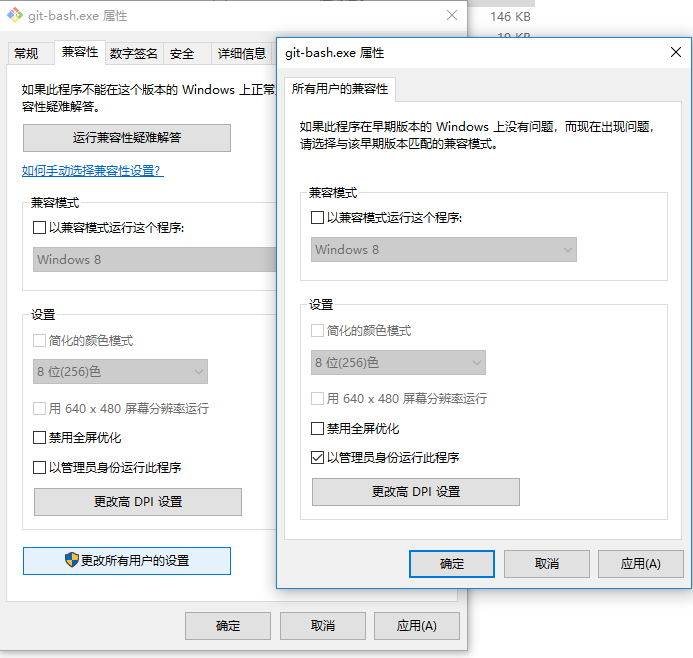 git-bash.exe 属性
常规
兼容性
数字签名
安全
详细信息
如果此程序不能在这个版本的 Windows 上正常
容性疑难解答。
运行兼容性疑难解答
如何手动选择兼容性设置?
兼容模式
以兼容模式运行这个程序:
Windows 8
设置
简化的颜色模式
8 位(256)色
用 640 x 480 屏幕分辨率运行
禁用全屏优化
以管理员身份运行此程序
更改高 DPI 设置
更改所有用户的设置
确定
取消
应用(A)
146 KB
git-bash.exe 属性
所有用户的兼容性
如果此程序在早期版本的 Windows 上没有问题，而现在出现问题，
请选择与该早期版本匹配的兼容模式。
兼容模式
以兼容模式运行这个程序:
Windows 8
设置
简化的颜色模式
8 位(256)色
用 640 x 480 屏幕分辨率运行
禁用全屏优化
以管理员身份运行此程序
更改高 DPI 设置
确定
取消
应用(A)